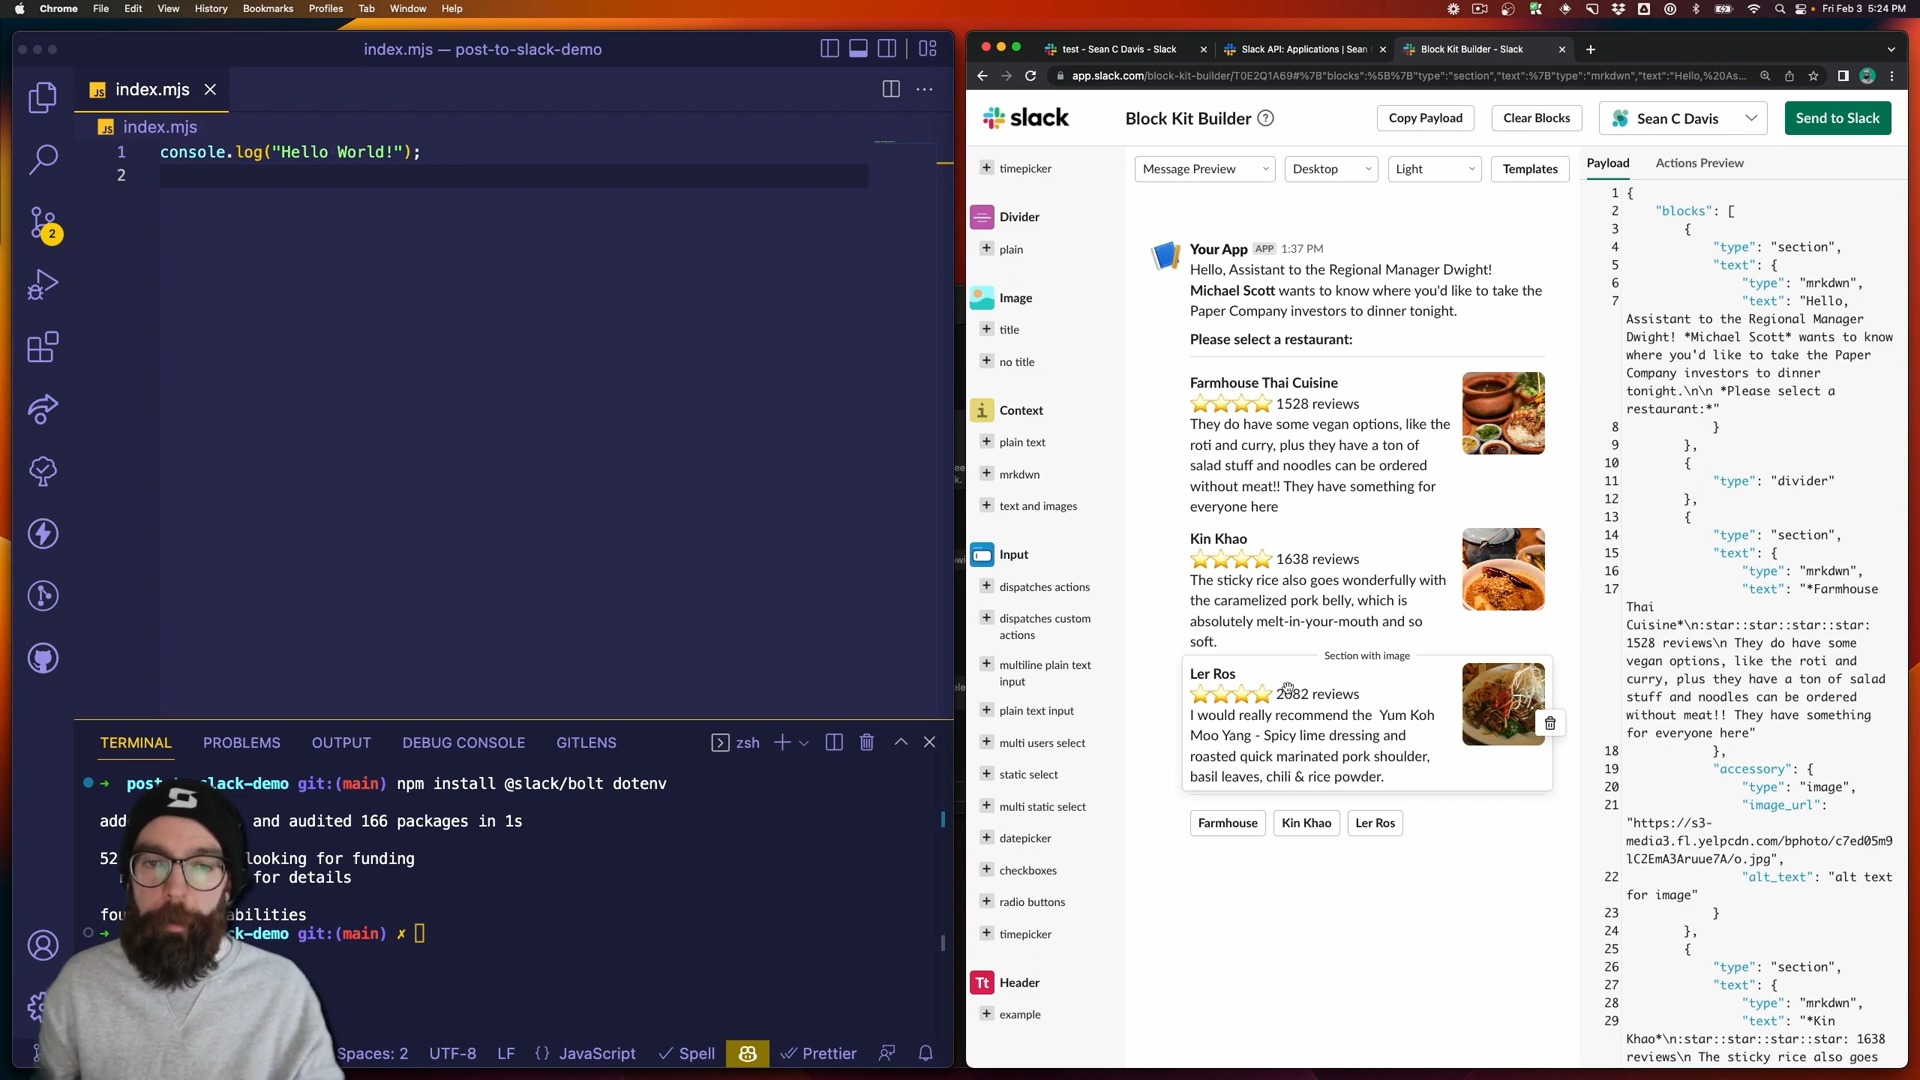 Chrome File Edit View History Bookmarks Profiles Tab Window Help
Fri Feb 3 5:24 PM
index.mjs — post-to-slack-demo
JS index.mjs
JS index.mjs
1 console.log("Hello World!");
2
2
TERMINAL PROBLEMS OUTPUT DEBUG CONSOLE GITLENS
zsh
npm install @slack/bolt dotenv
and audited 166 packages in 1s
52 looking for funding
for details
git:(main) ✗
Spaces: 2 UTF-8 LF {} JavaScript Spell Prettier
test - Sean C Davis - Slack
Slack API: Applications | Sean
Block Kit Builder - Slack
app.slack.com/block-kit-builder/T0E2Q1A69#%7B"blocks":%5B%7B"type":"section","text":%7B"type":"mrkdwn","text":"Hello,%20As...
slack
Block Kit Builder
Copy Payload
Clear Blocks
Sean C Davis
Send to Slack
timepicker
Divider
plain
Image
title
no title
Context
plain text
mrkdwn
text and images
Input
dispatches actions
dispatches custom
actions
multiline plain text
input
plain text input
multi users select
static select
multi static select
datepicker
checkboxes
radio buttons
timepicker
Tt Header
example
Message Preview
Desktop
Light
Templates
Your App APP 1:37 PM
Hello, Assistant to the Regional Manager Dwight!
Michael Scott wants to know where you'd like to take the
Paper Company investors to dinner tonight.
Please select a restaurant:
Farmhouse Thai Cuisine
1528 reviews
They do have some vegan options, like the
roti and curry, plus they have a ton of
salad stuff and noodles can be ordered
without meat!! They have something for
everyone here
Kin Khao
1638 reviews
The sticky rice also goes wonderfully with
the caramelized pork belly, which is
absolutely melt-in-your-mouth and so
soft.
Section with image
Ler Ros
2082 reviews
I would really recommend the Yum Koh
Moo Yang - Spicy lime dressing and
roasted quick marinated pork shoulder,
basil leaves, chili & rice powder.
Farmhouse
Kin Khao
Ler Ros
Payload Actions Preview
1 {
2 "blocks": [
3 {
4 "type": "section",
5 "text": {
6 "type": "mrkdwn",
7 "text": "Hello,
Assistant to the Regional Manager
Dwight! *Michael Scott* wants to know
where you'd like to take the Paper
Company investors to dinner
tonight.\n\n *Please select a
restaurant:*"
8 }
9 },
10 {
11 "type": "divider"
12 },
13 {
14 "type": "section",
15 "text": {
16 "type": "mrkdwn",
17 "text": "*Farmhouse
Thai
Cuisine*\n:star::star::star::star:
1528 reviews\n They do have some
vegan options, like the roti and
curry, plus they have a ton of salad
stuff and noodles can be ordered
without meat!! They have something
for everyone here"
18 },
19 "accessory": {
20 "type": "image",
21 "image_url":
"https://s3-
media3.fl.yelpcdn.com/bphoto/c7ed05m9
lC2EmA3Aruue7A/o.jpg",
22 "alt_text": "alt text
for image"
23 }
24 },
25 {
26 "type": "section",
27 "text": {
28 "type": "mrkdwn",
29 "text": "*Kin
Khao*\n:star::star::star::star: 1638
reviews\n The sticky rice also goes